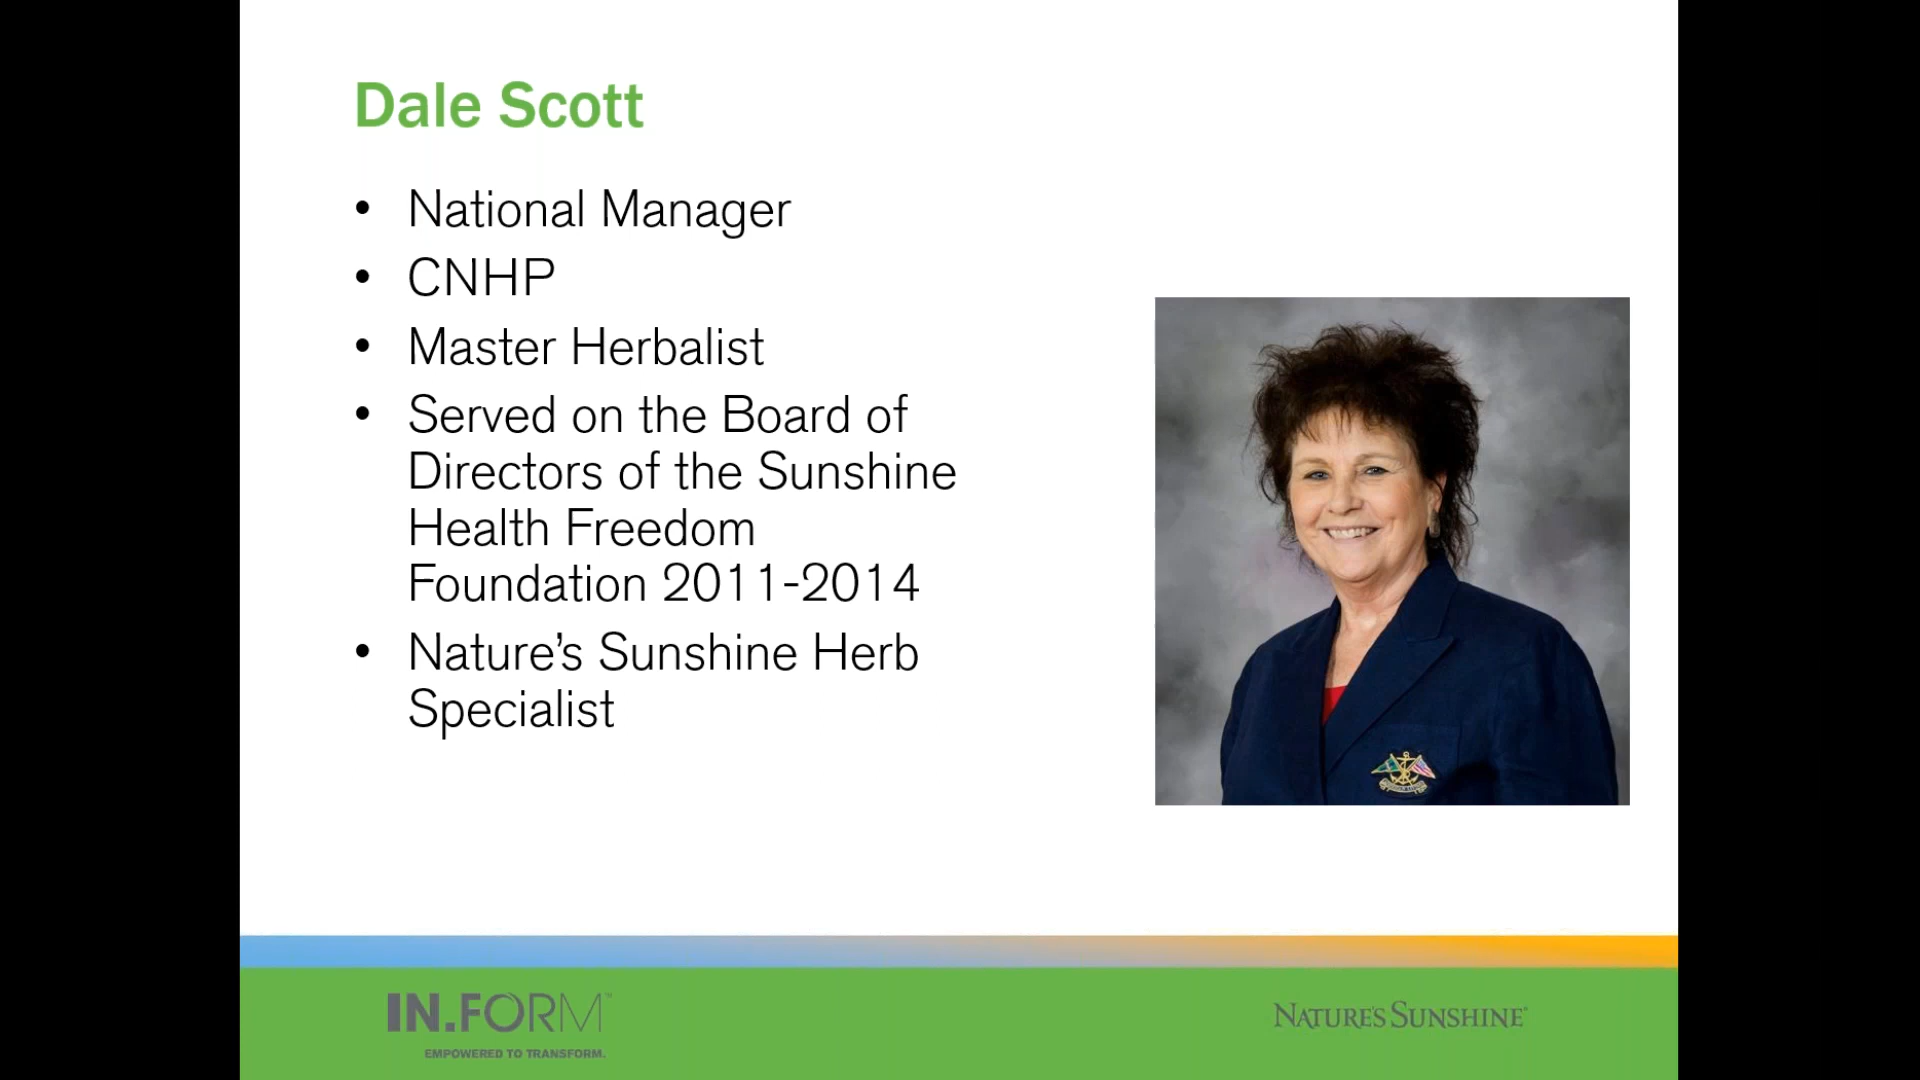 Dale Scott
• National Manager
• CNHP
• Master Herbalist
• Served on the Board of
Directors of the Sunshine
Health Freedom
Foundation 2011-2014
• Nature’s Sunshine Herb
Specialist
IN.FORM™
EMPOWERED TO TRANSFORM.
NATURE'S SUNSHINE®